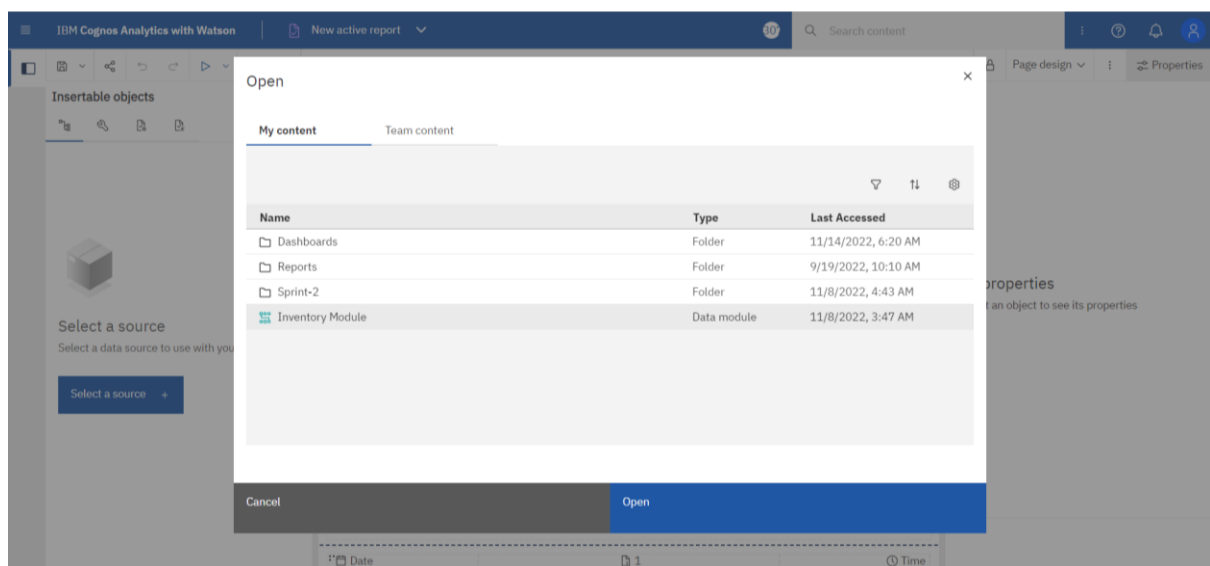 IBM Cognos Analytics with Watson
New active report
30
Search content
Page design
Properties
Insertable objects
Open
My content
Team content
Name Type Last Accessed
Dashboards Folder 11/14/2022, 6:20 AM
Reports Folder 9/19/2022, 10:10 AM
Sprint-2 Folder 11/8/2022, 4:43 AM
Inventory Module Data module 11/8/2022, 3:47 AM
Select a source
Select a data source to use with you
Select a source +
properties
t an object to see its properties
Cancel
Open
Date
1
Time